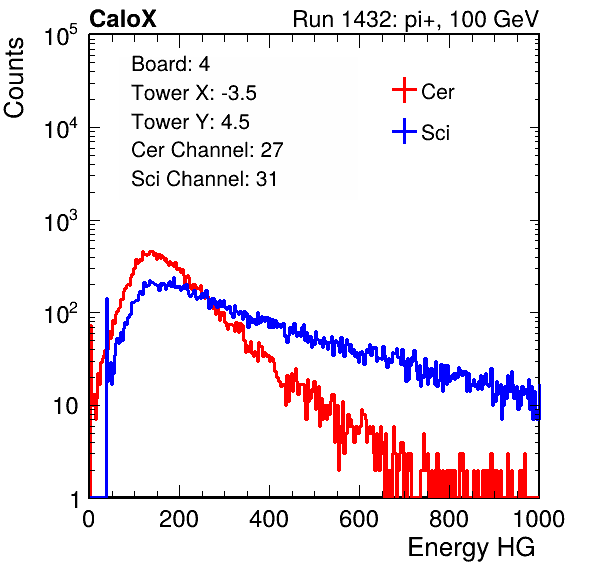 CaloX Run 1432: pi+, 100 GeV
Counts
Board: 4
Tower X: -3.5
Tower Y: 4.5
Cer Channel: 27
Sci Channel: 31
Cer
Sci
10^5
10^4
10^3
10^2
10
1
0 200 400 600 800 1000
Energy HG